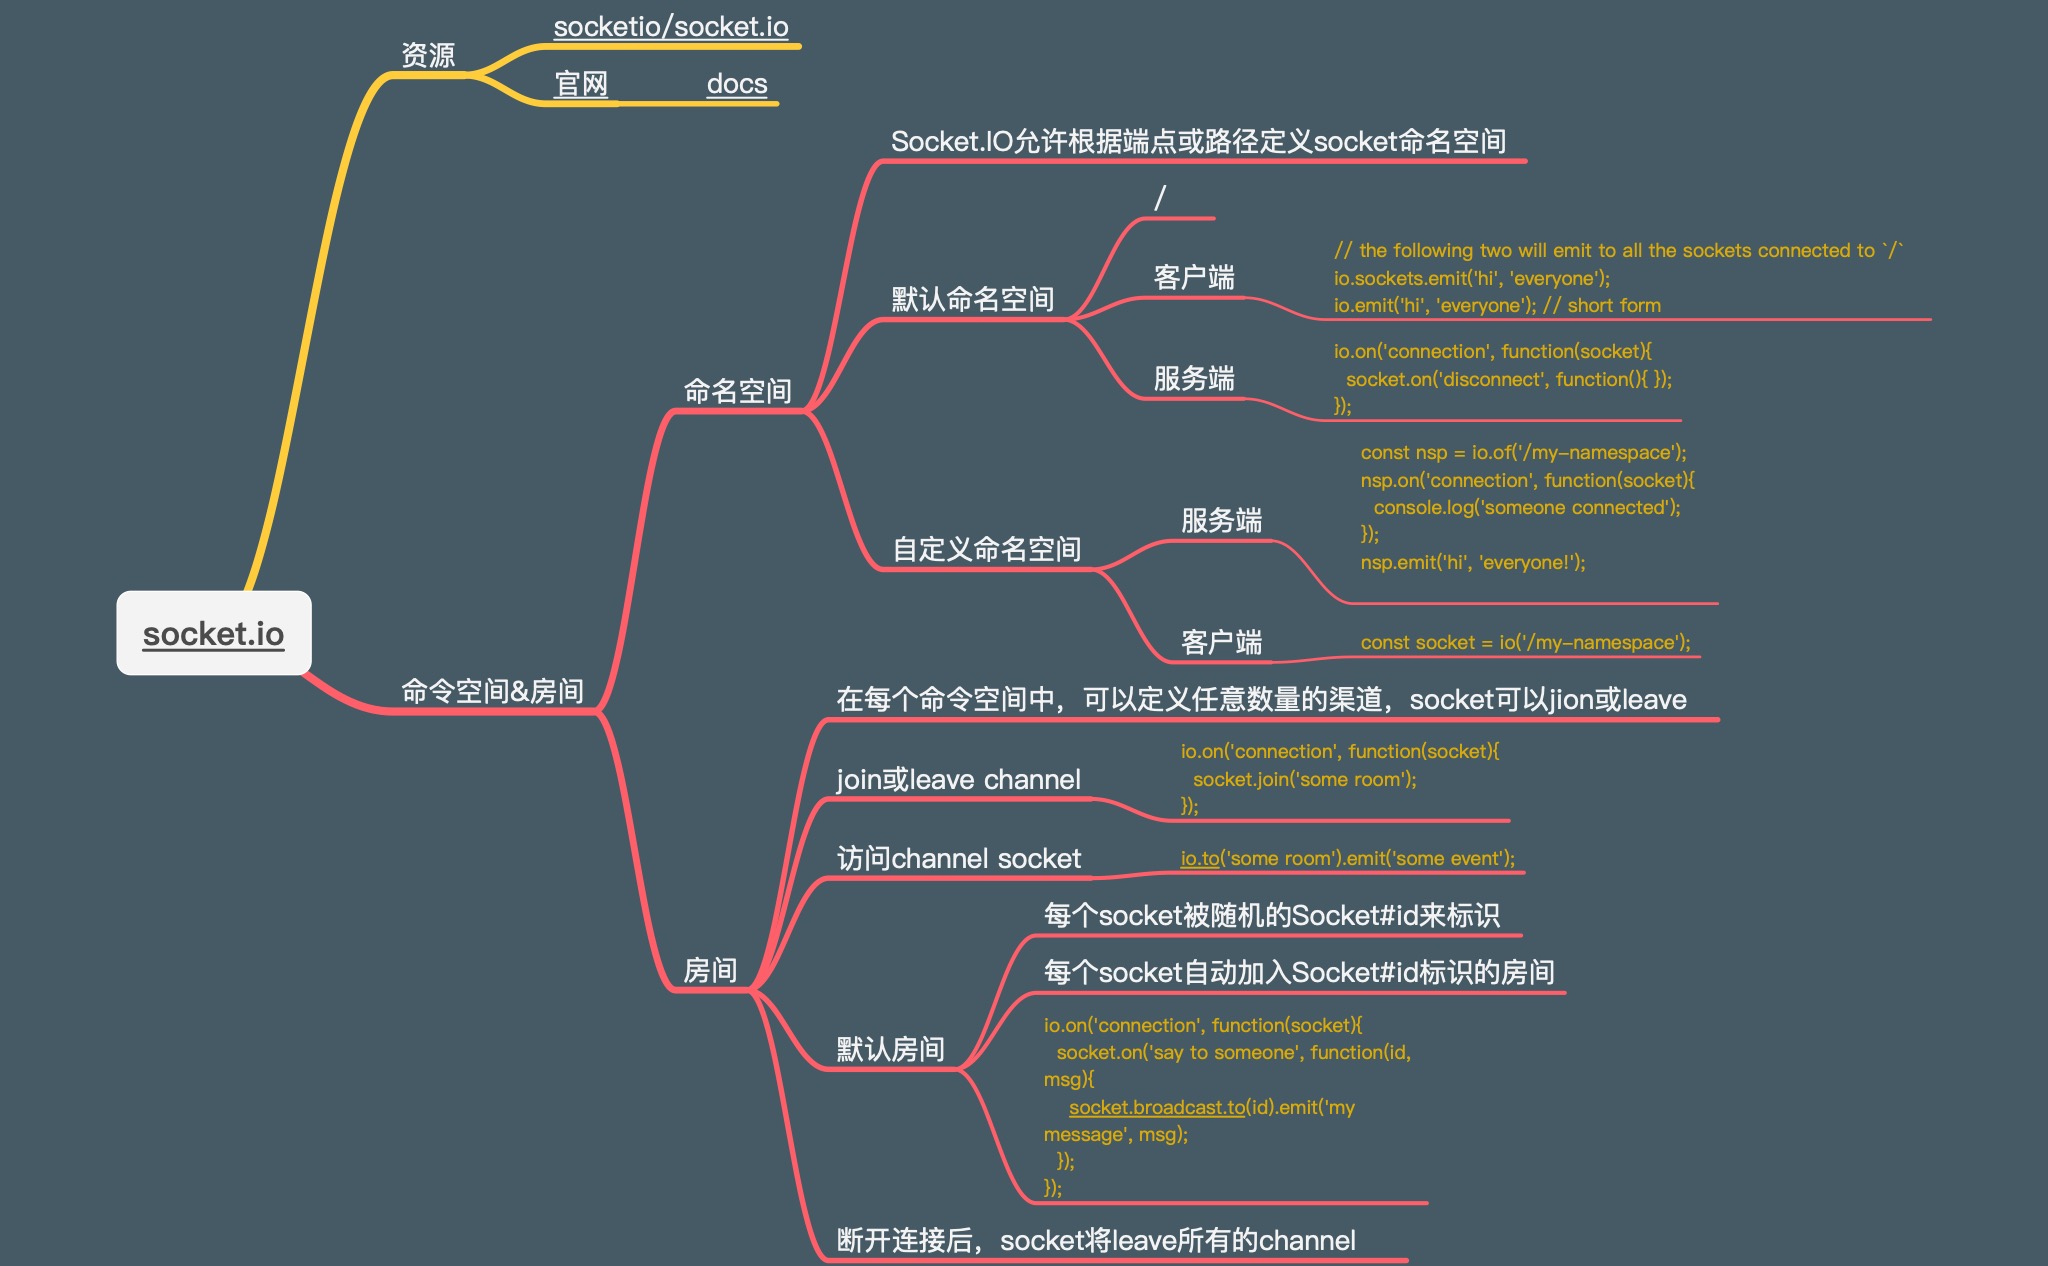 socketio/socket.io
资源
官网
docs
Socket.IO允许根据端点或路径定义socket命名空间
/
// the following two will emit to all the sockets connected to `/`
客户端
io.sockets.emit('hi', 'everyone');
默认命名空间
io.emit('hi', 'everyone'); // short form
io.on('connection', function(socket){
服务端
socket.on('disconnect', function(){ });
});
命名空间
const nsp = io.of('/my-namespace');
nsp.on('connection', function(socket){
console.log('someone connected');
服务端
});
自定义命名空间
nsp.emit('hi', 'everyone!');
socket.io
客户端
const socket = io('/my-namespace');
命令空间&房间
在每个命令空间中，可以定义任意数量的渠道，socket可以jion或leave
io.on('connection', function(socket){
join或leave channel
socket.join('some room');
});
访问channel socket
io.to('some room').emit('some event');
每个socket被随机的Socket#id来标识
房间
每个socket自动加入Socket#id标识的房间
io.on('connection', function(socket){
默认房间
socket.on('say to someone', function(id,
msg){
socket.broadcast.to(id).emit('my
message', msg);
});
});
断开连接后，socket将leave所有的channel